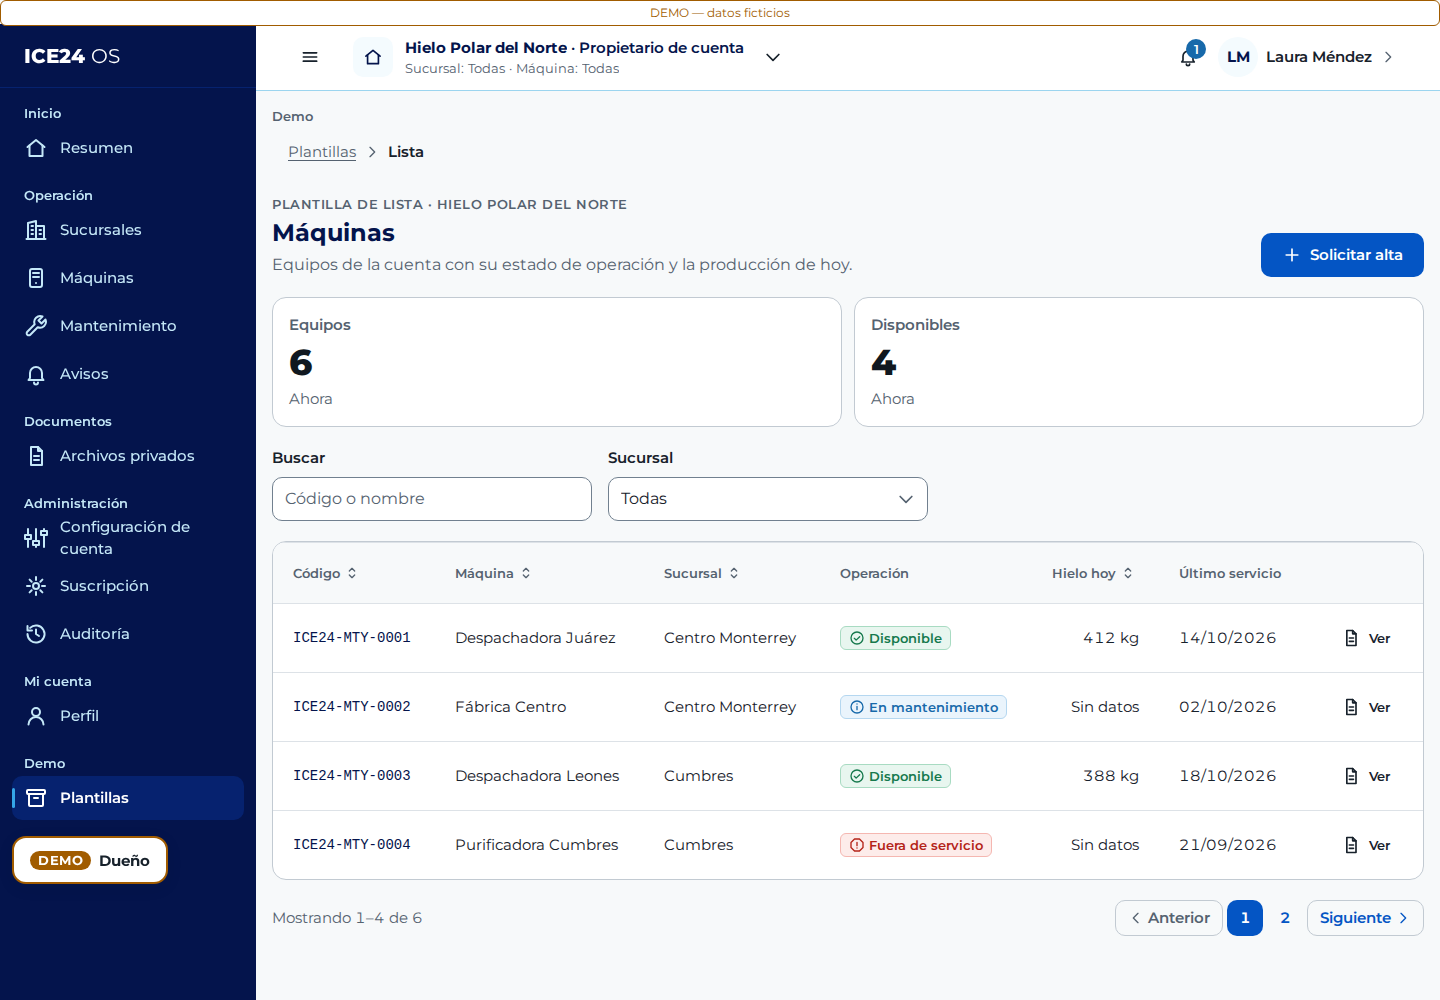 DEMO — datos ficticios
ICE24 OS
Inicio
Resumen
Operación
Sucursales
Máquinas
Mantenimiento
Avisos
Documentos
Archivos privados
Administración
Configuración de
cuenta
Suscripción
Auditoría
Mi cuenta
Perfil
Demo
Plantillas
DEMO Dueño
Hielo Polar del Norte · Propietario de cuenta
Sucursal: Todas · Máquina: Todas
1
LM Laura Méndez
Demo
Plantillas Lista
PLANTILLA DE LISTA · HIELO POLAR DEL NORTE
Máquinas
Equipos de la cuenta con su estado de operación y la producción de hoy.
Solicitar alta
Equipos
6
Ahora
Disponibles
4
Ahora
Buscar
Código o nombre
Sucursal
Todas
Código Máquina Sucursal Operación Hielo hoy Último servicio
ICE24-MTY-0001 Despachadora Juárez Centro Monterrey Disponible 412 kg 14/10/2026 Ver
ICE24-MTY-0002 Fábrica Centro Centro Monterrey En mantenimiento Sin datos 02/10/2026 Ver
ICE24-MTY-0003 Despachadora Leones Cumbres Disponible 388 kg 18/10/2026 Ver
ICE24-MTY-0004 Purificadora Cumbres Cumbres Fuera de servicio Sin datos 21/09/2026 Ver
Mostrando 1–4 de 6
Anterior 1 2 Siguiente